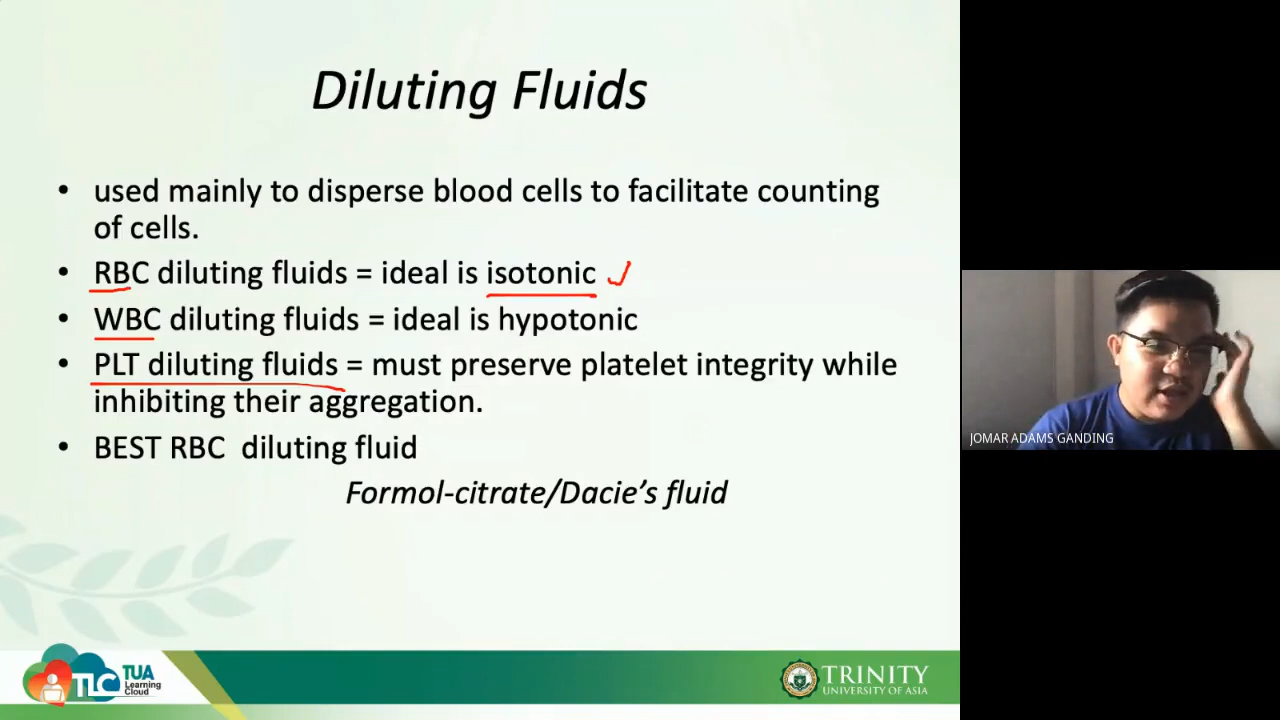 Diluting Fluids
• used mainly to disperse blood cells to facilitate counting
of cells.
• RBC diluting fluids = ideal is isotonic
• WBC diluting fluids = ideal is hypotonic
• PLT diluting fluids = must preserve platelet integrity while
inhibiting their aggregation.
• BEST RBC diluting fluid
Formol-citrate/Dacie's fluid
JOMAR ADAMS GANDING
TLC TUA
Learning
Cloud
TRINITY
UNIVERSITY OF ASIA